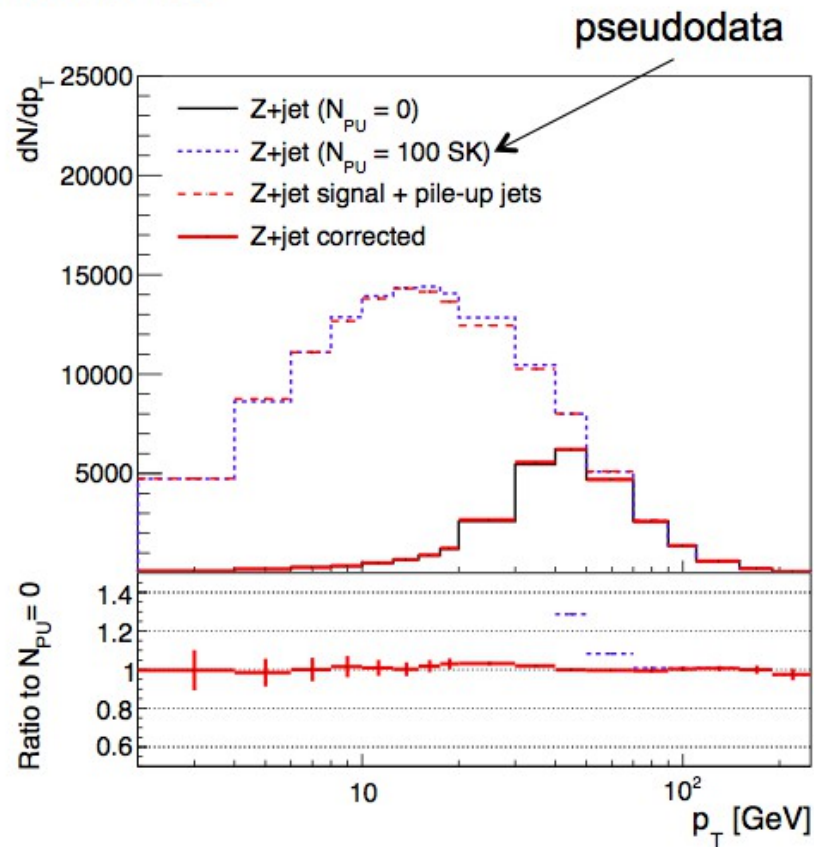 pseudodata
dN/dp_T
25000
20000
15000
10000
5000
Z+jet (N_PU = 0)
Z+jet (N_PU = 100 SK)
Z+jet signal + pile-up jets
Z+jet corrected
Ratio to N_PU = 0
1.4
1.2
1
0.8
0.6
10
10²
p_T [GeV]